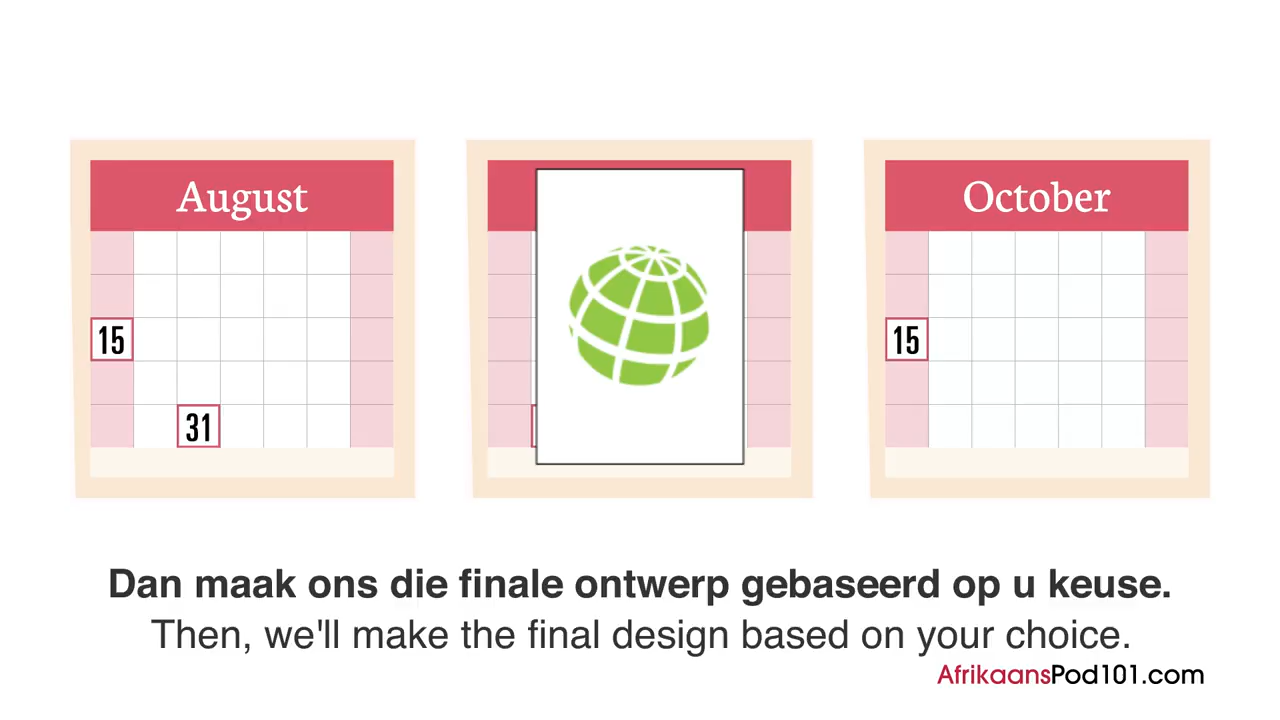 August
October
15
15
31
Dan maak ons die finale ontwerp gebaseerd op u keuse.
Then, we'll make the final design based on your choice.
AfrikaansPod101.com